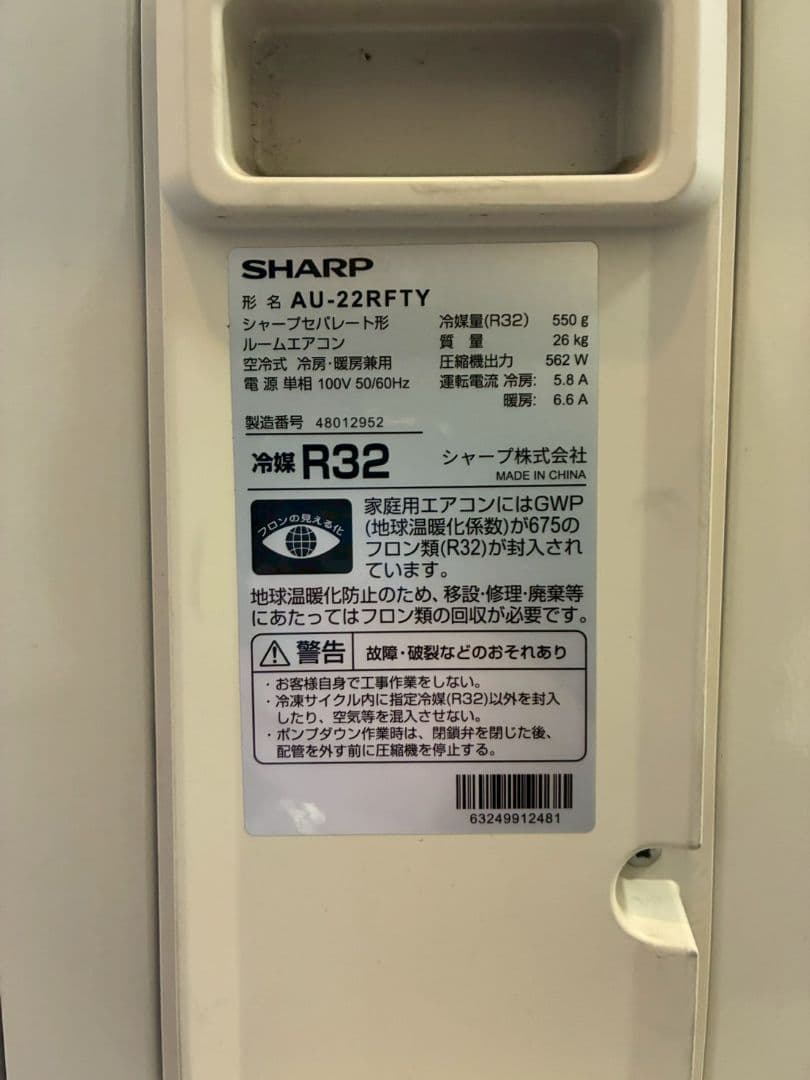 SHARP
形 名 AU-22RFTY
シャープセパレート形
ルームエアコン
空冷式 冷房・暖房兼用
電 源 単相 100V 50/60Hz
冷媒量(R32) 550 g
質 量 26 kg
圧縮機出力 562 W
運転電流 冷房: 5.8 A
暖房: 6.6 A
製造番号 48012952
冷媒 R32
シャープ株式会社
MADE IN CHINA
フロンの見える化
家庭用エアコンにはGWP
(地球温暖化係数)が675の
フロン類(R32)が封入され
ています。
地球温暖化防止のため、移設・修理・廃棄等
にあたってはフロン類の回収が必要です。
警告
故障・破裂などのおそれあり
・お客様自身で工事作業をしない。
・冷凍サイクル内に指定冷媒(R32)以外を封入
したり、空気等を混入させない。
・ポンプダウン作業時は、閉鎖弁を閉じた後、
配管を外す前に圧縮機を停止する。
63249912481